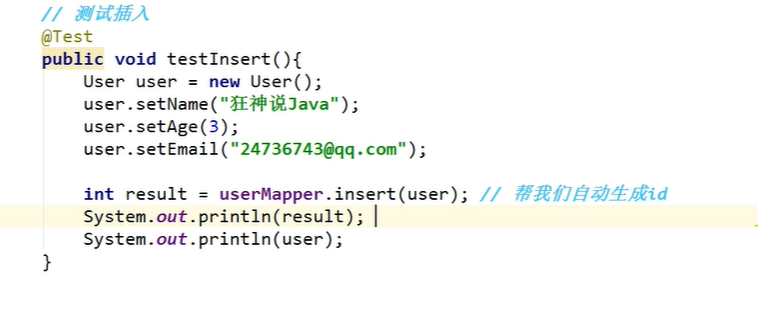 // 测试插入
@Test
public void testInsert(){
    User user = new User();
    user.setName("狂神说Java");
    user.setAge(3);
    user.setEmail("24736743@qq.com");
    int result = userMapper.insert(user); // 帮我们自动生成id
    System.out.println(result);
    System.out.println(user);
}